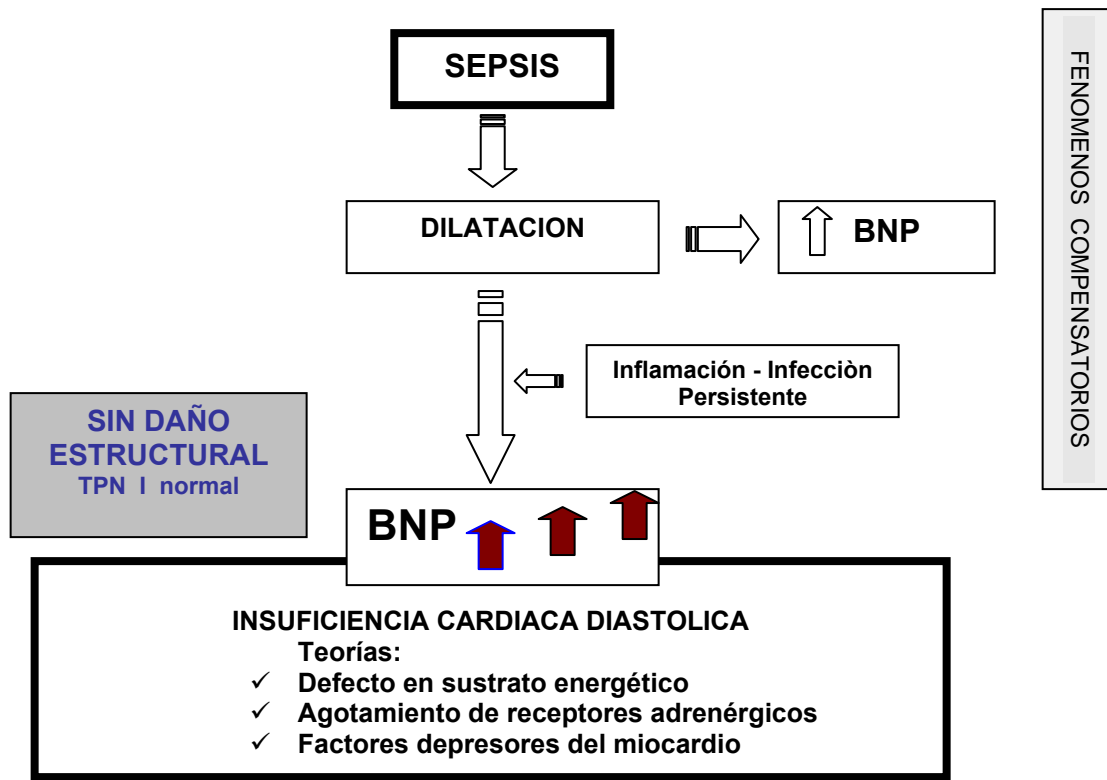 SEPSIS
FENOMENOS COMPENSATORIOS
DILATACION
BNP
Inflamación - Infecciòn
Persistente
SIN DAÑO
ESTRUCTURAL
TPN I normal
BNP
INSUFICIENCIA CARDIACA DIASTOLICA
Teorías:
✓ Defecto en sustrato energético
✓ Agotamiento de receptores adrenérgicos
✓ Factores depresores del miocardio